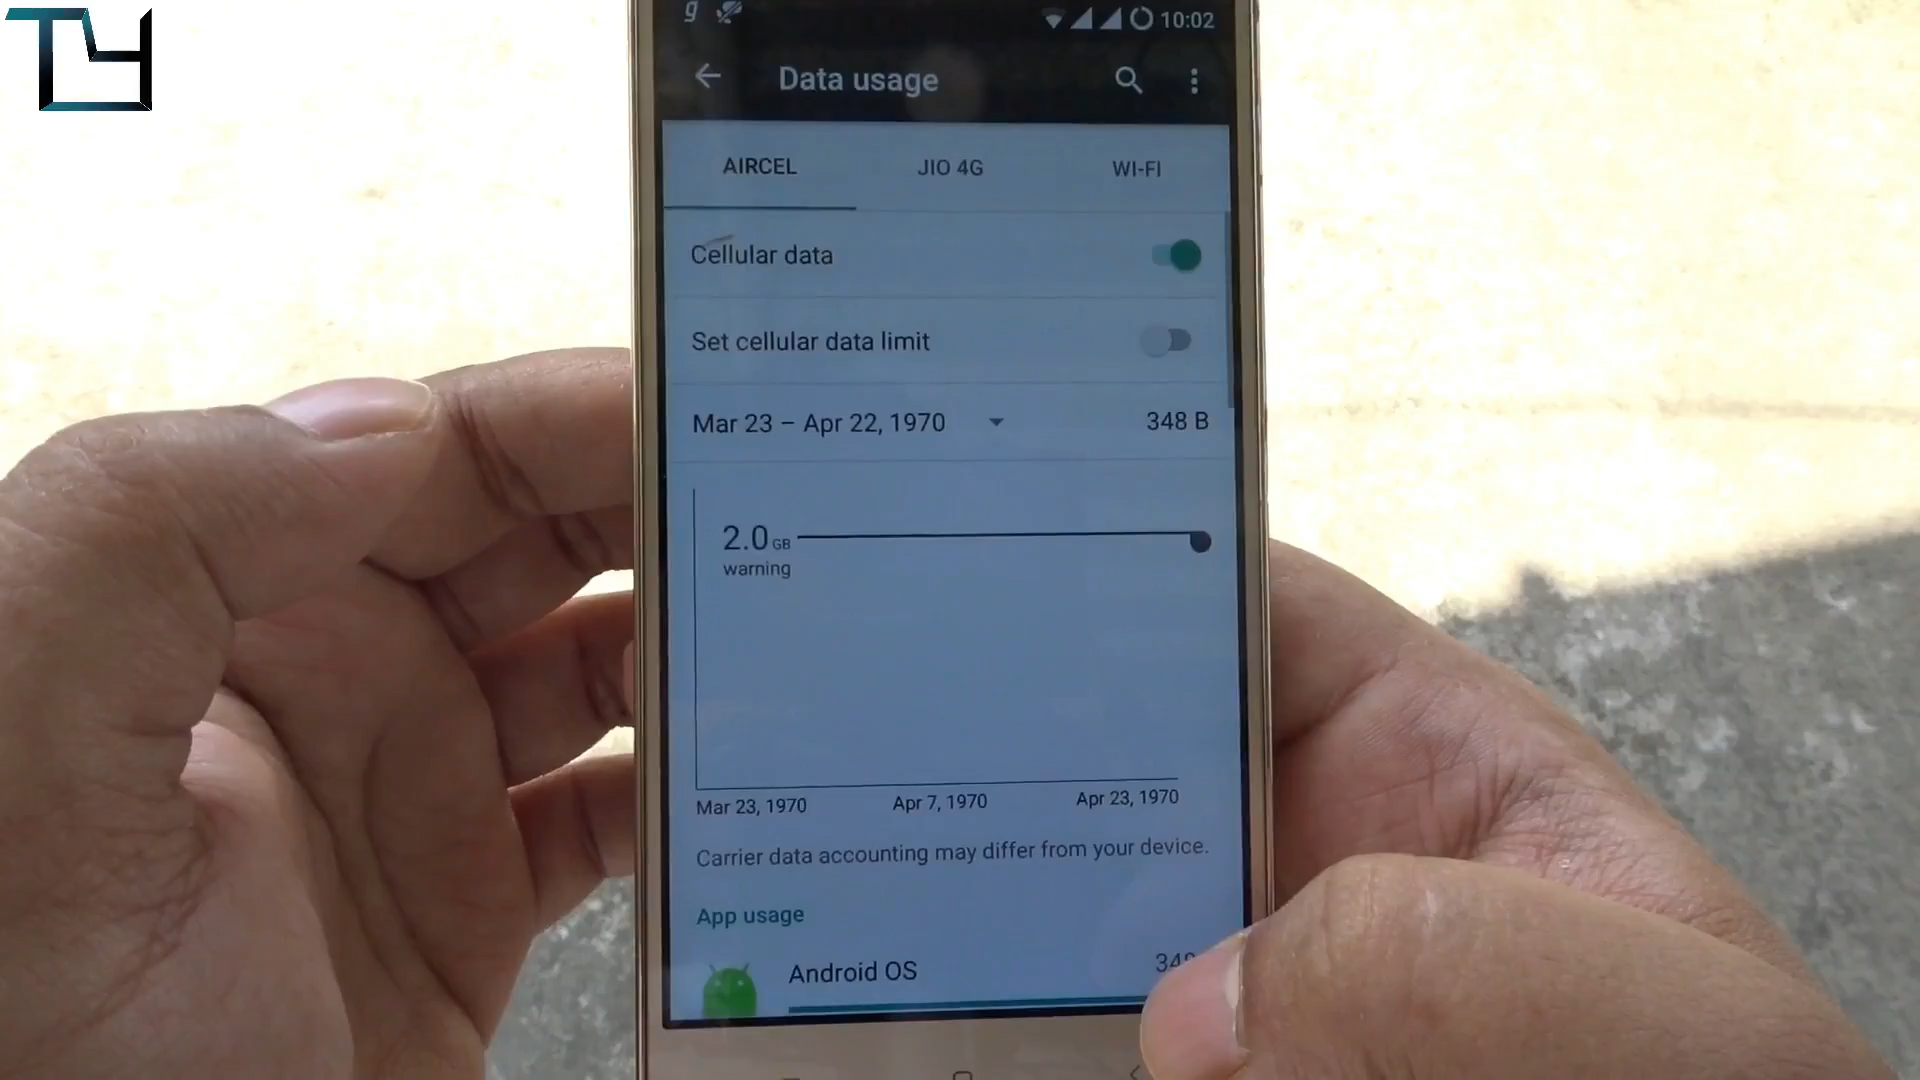 TY
g 10:02
Data usage
AIRCEL JIO 4G WI-FI
Cellular data
Set cellular data limit
Mar 23 – Apr 22, 1970 348 B
2.0 GB
warning
Mar 23, 1970 Apr 7, 1970 Apr 23, 1970
Carrier data accounting may differ from your device.
App usage
Android OS